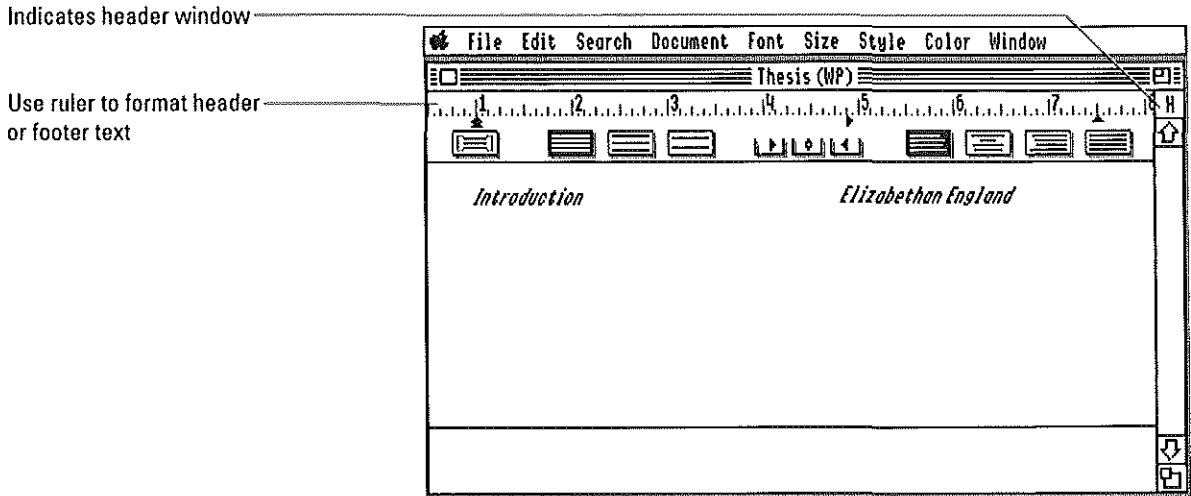 Indicates header window
File Edit Search Document Font Size Style Color Window
Thesis (WP)
Use ruler to format header
or footer text
1 2 3 4 5 6 7 8 H
Introduction Elizabethan England